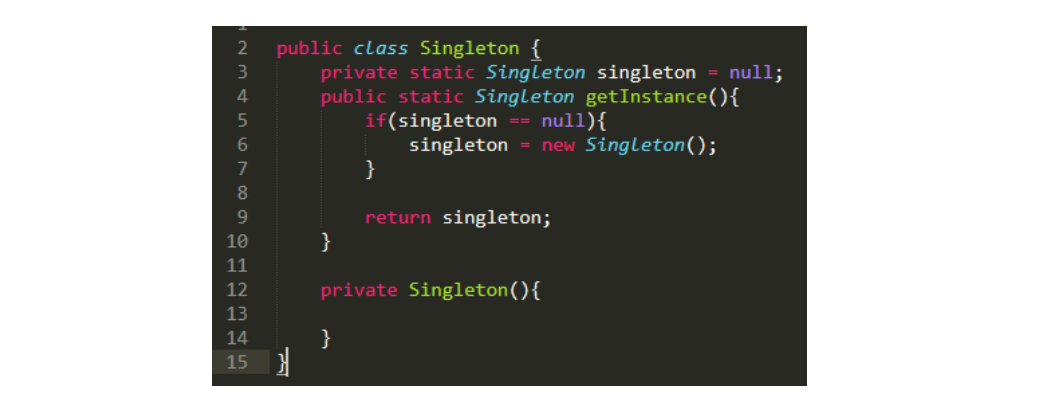 2 public class Singleton {
3     private static Singleton singleton = null;
4     public static Singleton getInstance(){
5         if(singleton == null){
6             singleton = new Singleton();
7         }
8
9         return singleton;
10     }
11
12     private Singleton(){
13
14     }
15 }